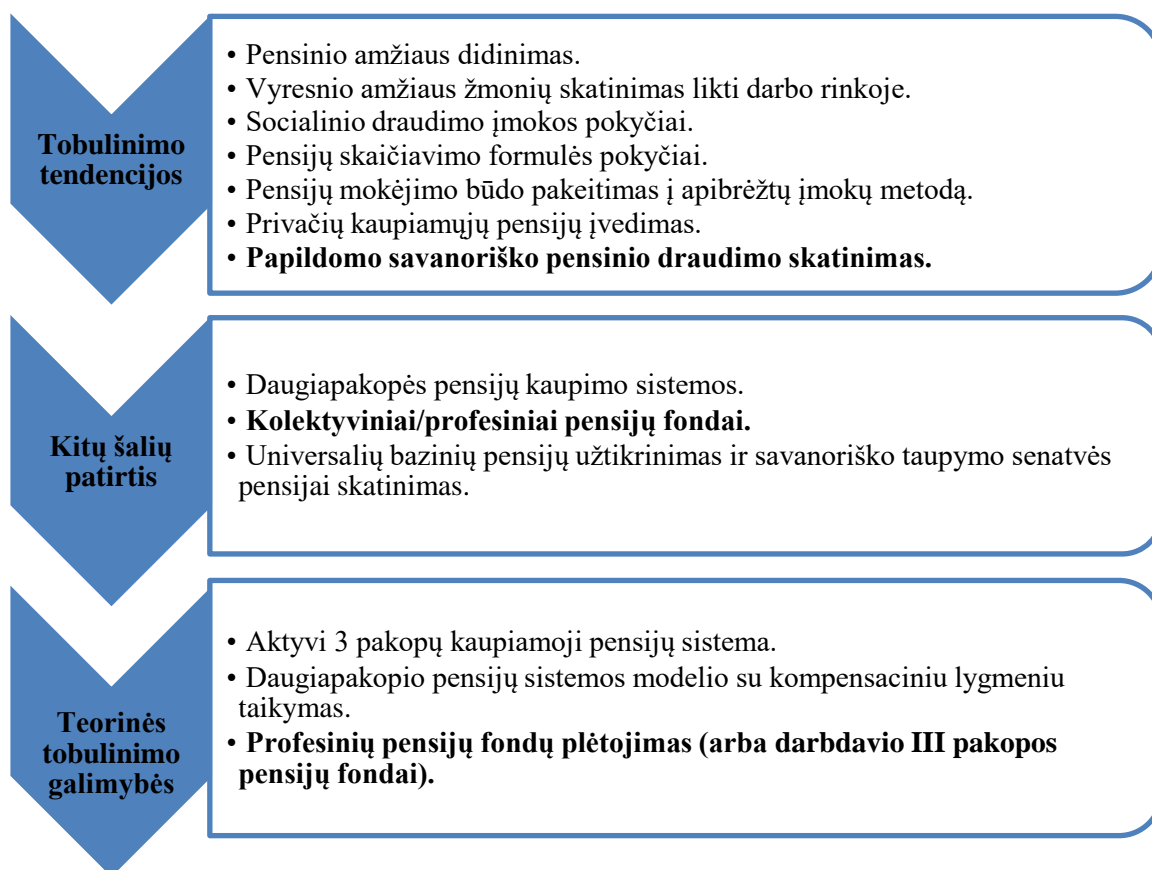 Tobulinimo
tendencijos
• Pensinio amžiaus didinimas.
• Vyresnio amžiaus žmonių skatinimas likti darbo rinkoje.
• Socialinio draudimo įmokos pokyčiai.
• Pensijų skaičiavimo formulės pokyčiai.
• Pensijų mokėjimo būdo pakeitimas į apibrėžtų įmokų metodą.
• Privačių kaupiamųjų pensijų įvedimas.
• Papildomo savanoriško pensinio draudimo skatinimas.
Kitų šalių
patirtis
• Daugiapakopės pensijų kaupimo sistemos.
• Kolektyviniai/profesiniai pensijų fondai.
• Universalių bazinių pensijų užtikrinimas ir savanoriško taupymo senatvės
pensijai skatinimas.
Teorinės
tobulinimo
galimybės
• Aktyvi 3 pakopų kaupiamoji pensijų sistema.
• Daugiapakopio pensijų sistemos modelio su kompensaciniu lygmeniu
taikymas.
• Profesinių pensijų fondų plėtojimas (arba darbdavio III pakopos
pensijų fondai).